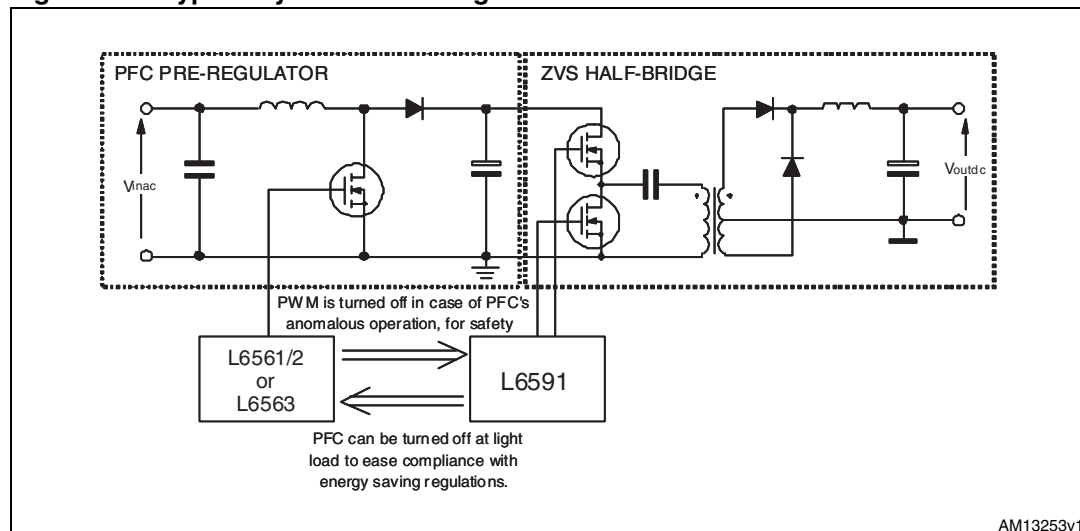 PFC PRE-REGULATOR
ZVS HALF-BRIDGE
Vinac
Voutdc
PWM is turned off in case of PFC's
anomalous operation, for safety
L6561/2
or
L6563
L6591
PFC can be turned off at light
load to ease compliance with
energy saving regulations.
AM13253v1